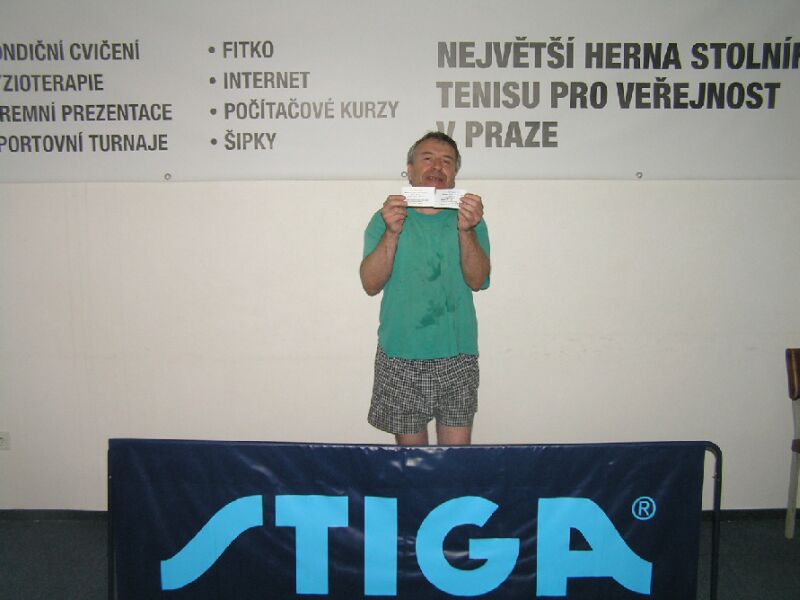 ONDIČNÍ CVIČENÍ
YZIOTERAPIE
REMNÍ PREZENTACE
PORTOVNÍ TURNAJE
• FITKO
• INTERNET
• POČÍTAČOVÉ KURZY
• ŠIPKY
NEJVĚTŠÍ HERNA STOLNÍ
TENISU PRO VEŘEJNOST
V PRAZE
STIGA®